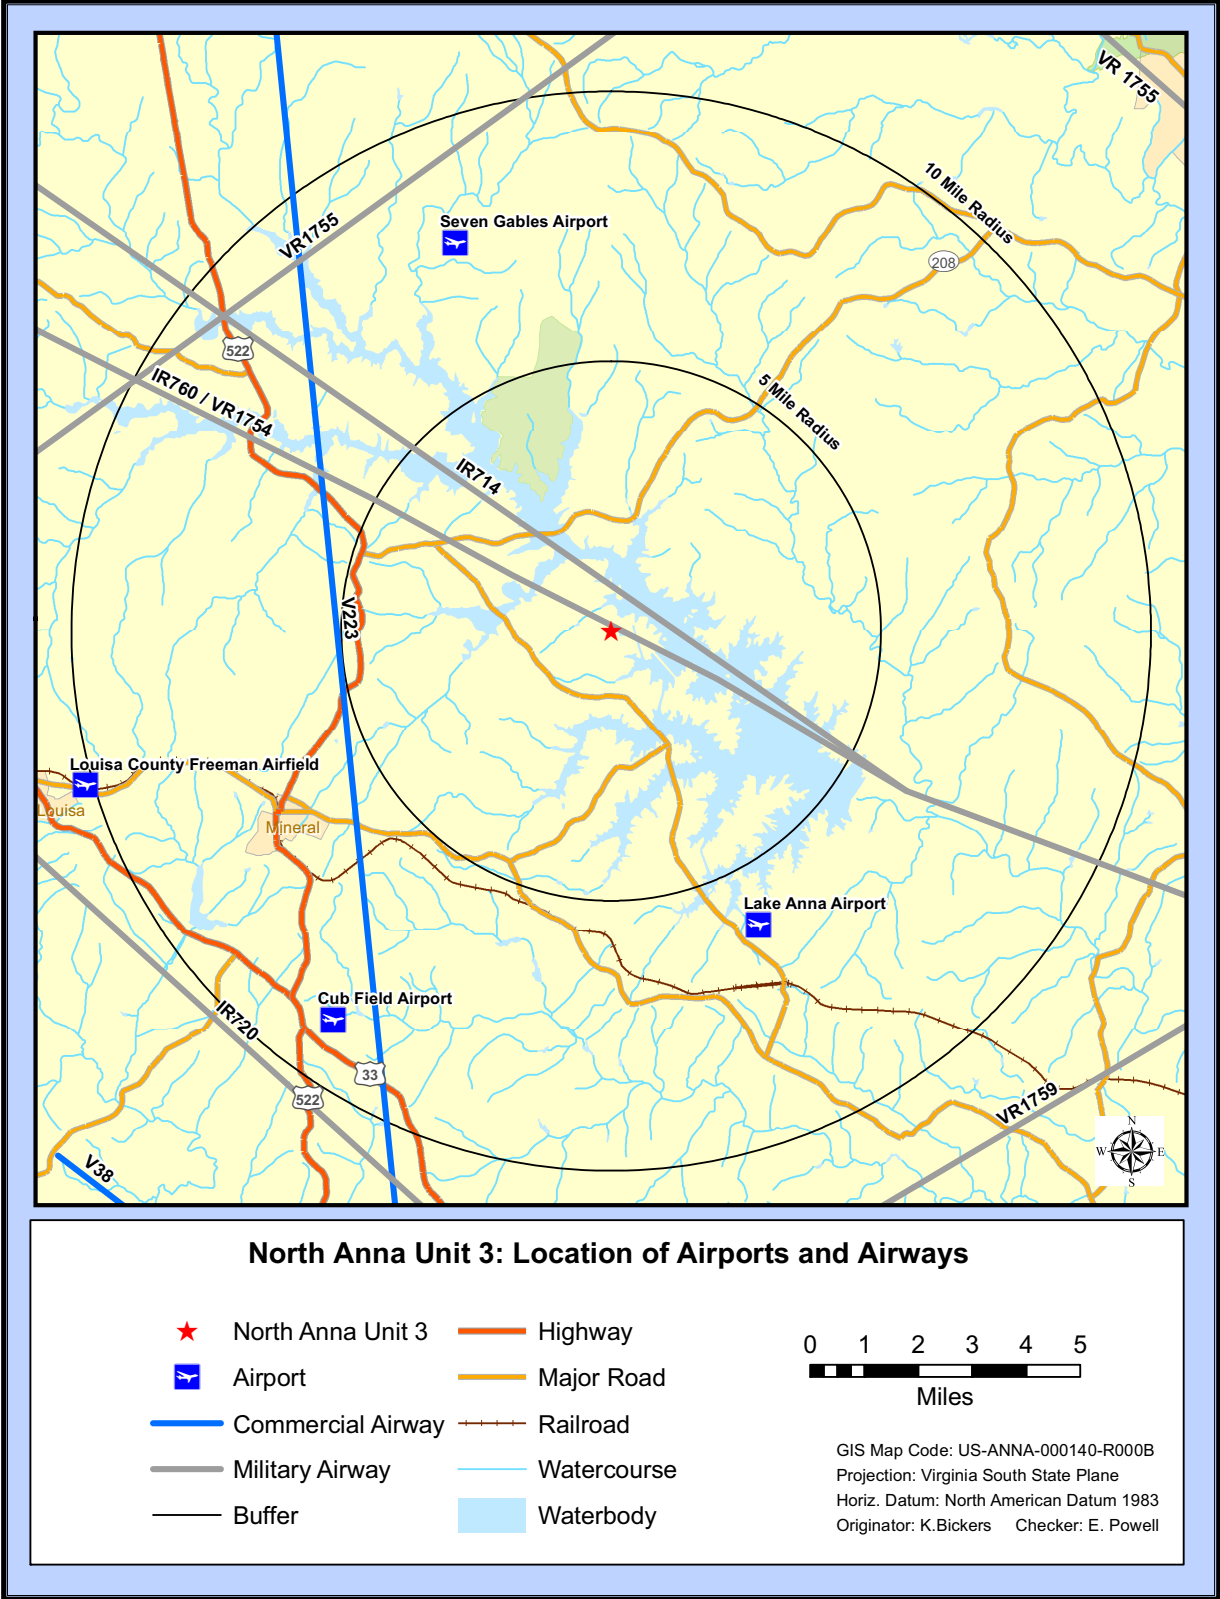 VR 1755
10 Mile Radius
Seven Gables Airport
VR1755
208
522
IR760 / VR1754
5 Mile Radius
IR714
V223
Louisa County Freeman Airfield
Louisa
Mineral
Lake Anna Airport
Cub Field Airport
IR720
33
522
VR1759
V38
N
W
E
S
North Anna Unit 3: Location of Airports and Airways
North Anna Unit 3
Highway
Airport
Major Road
Commercial Airway
Railroad
Military Airway
Watercourse
Buffer
Waterbody
0 1 2 3 4 5
Miles
GIS Map Code: US-ANNA-000140-R000B
Projection: Virginia South State Plane
Horiz. Datum: North American Datum 1983
Originator: K.Bickers Checker: E. Powell